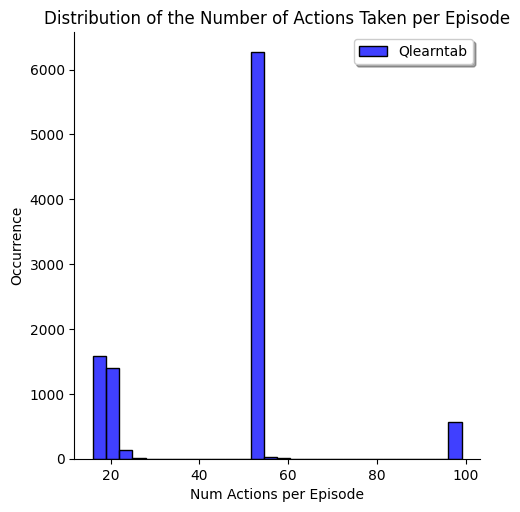 Distribution of the Number of Actions Taken per Episode
Qlearntab
6000
5000
4000
3000
2000
1000
0
Occurrence
20 40 60 80 100
Num Actions per Episode